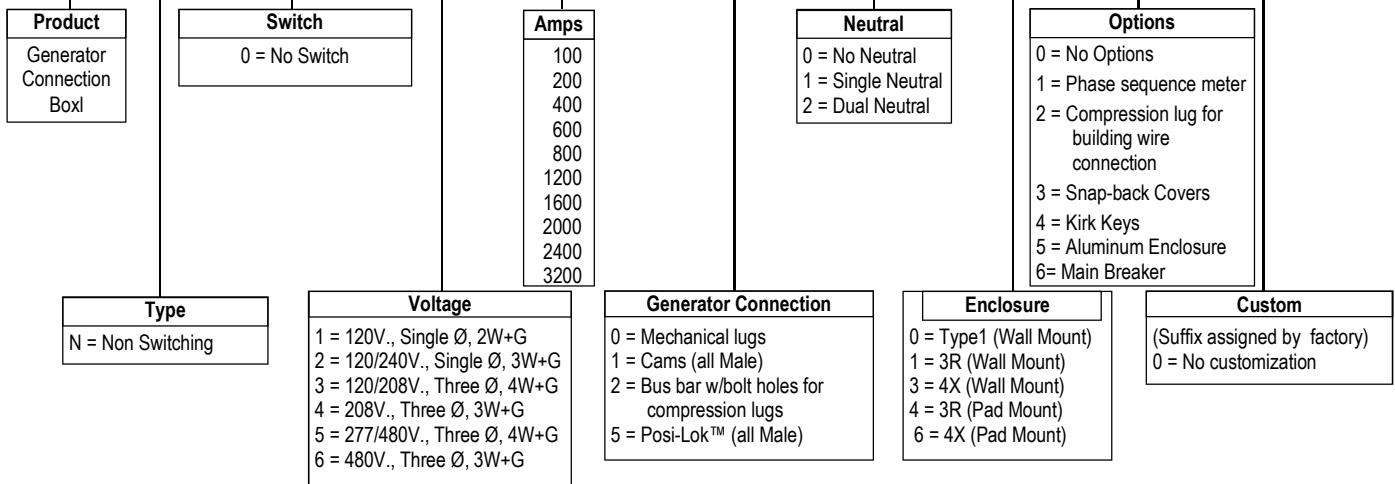 Product
Generator
Connection
Boxl
Switch
0 = No Switch
Amps
100
200
400
600
800
1200
1600
2000
2400
3200
Neutral
0 = No Neutral
1 = Single Neutral
2 = Dual Neutral
Options
0 = No Options
1 = Phase sequence meter
2 = Compression lug for
building wire
connection
3 = Snap-back Covers
4 = Kirk Keys
5 = Aluminum Enclosure
6= Main Breaker
Type
N = Non Switching
Voltage
1 = 120V., Single Ø, 2W+G
2 = 120/240V., Single Ø, 3W+G
3 = 120/208V., Three Ø, 4W+G
4 = 208V., Three Ø, 3W+G
5 = 277/480V., Three Ø, 4W+G
6 = 480V., Three Ø, 3W+G
Generator Connection
0 = Mechanical lugs
1 = Cams (all Male)
2 = Bus bar w/bolt holes for
compression lugs
5 = Posi-Lok™ (all Male)
Enclosure
0 = Type1 (Wall Mount)
1 = 3R (Wall Mount)
3 = 4X (Wall Mount)
4 = 3R (Pad Mount)
6 = 4X (Pad Mount)
Custom
(Suffix assigned by factory)
0 = No customization